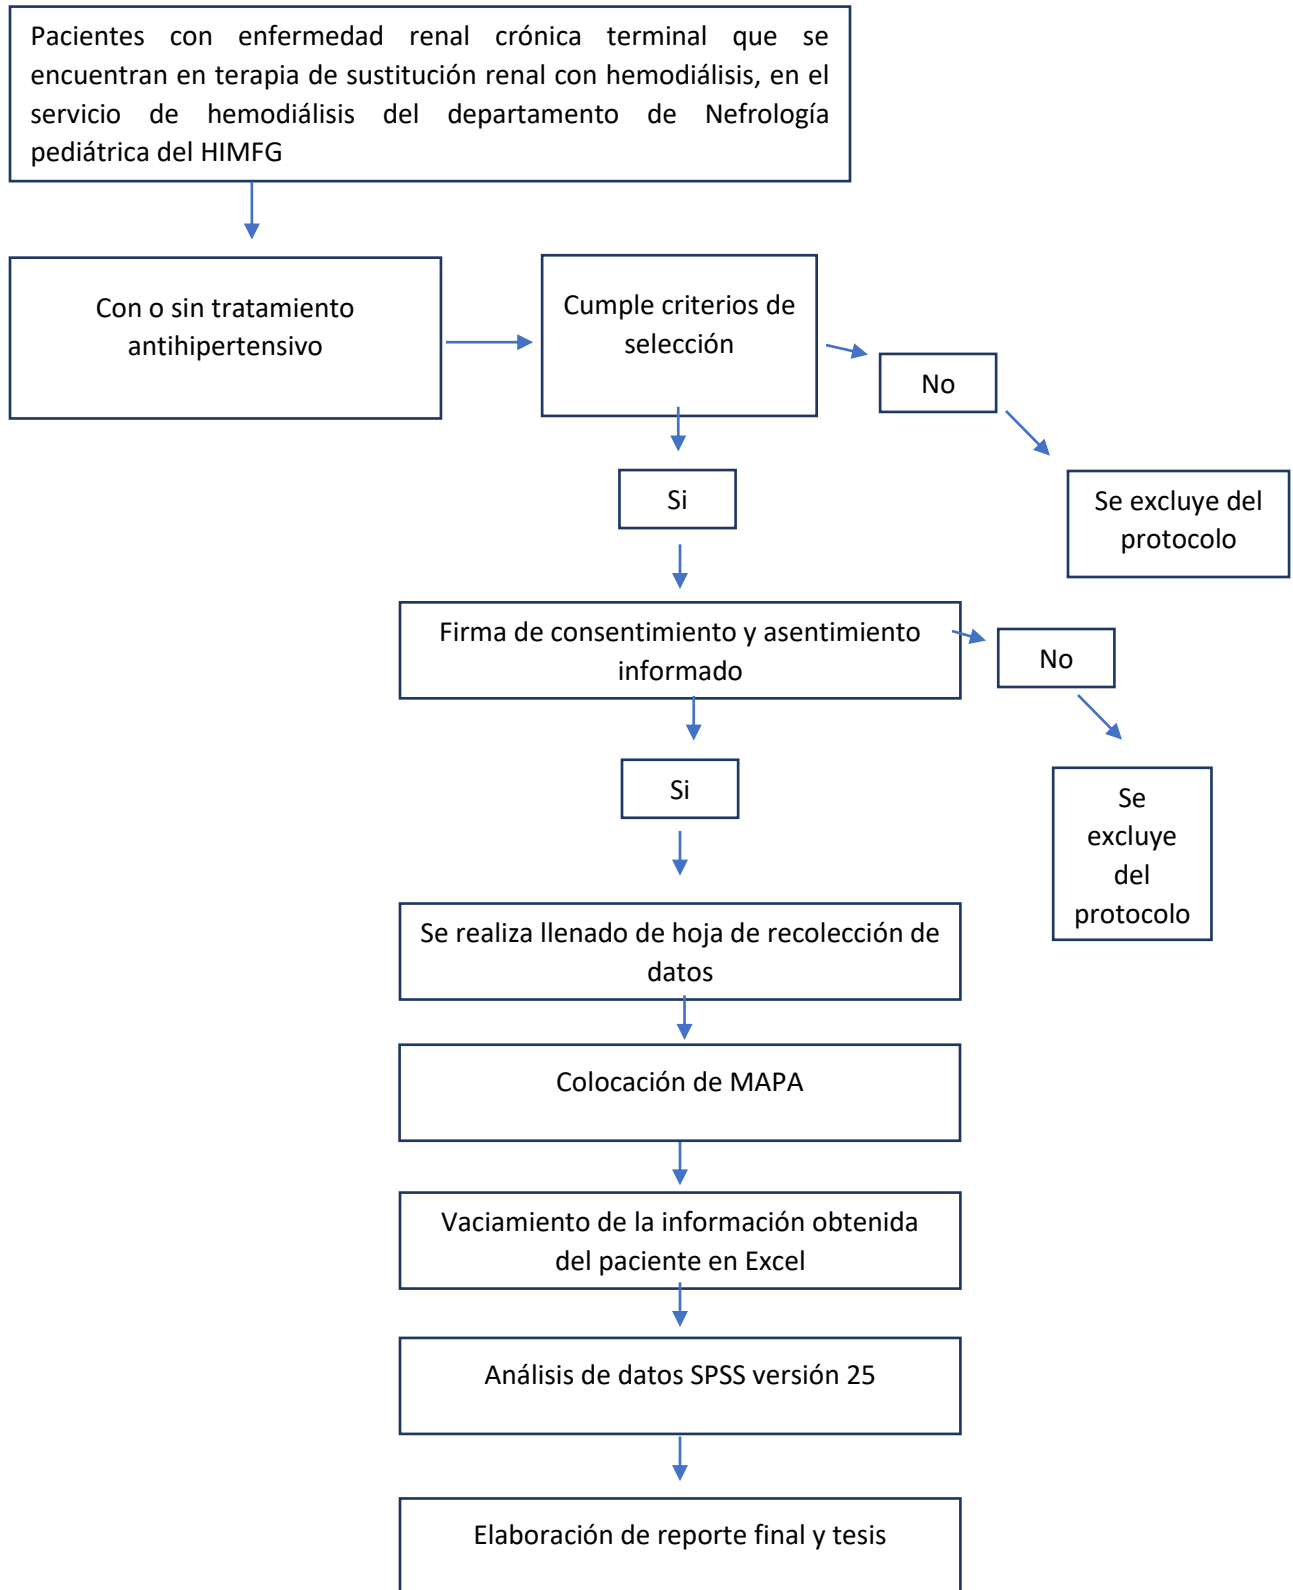 Pacientes con enfermedad renal crónica terminal que se
encuentran en terapia de sustitución renal con hemodiálisis, en el
servicio de hemodiálisis del departamento de Nefrología
pediátrica del HIMFG
Con o sin tratamiento
antihipertensivo
Cumple criterios de
selección
No
Se excluye del
protocolo
Si
Firma de consentimiento y asentimiento
informado
No
Se
excluye
del
protocolo
Si
Se realiza llenado de hoja de recolección de
datos
Colocación de MAPA
Vaciamiento de la información obtenida
del paciente en Excel
Análisis de datos SPSS versión 25
Elaboración de reporte final y tesis